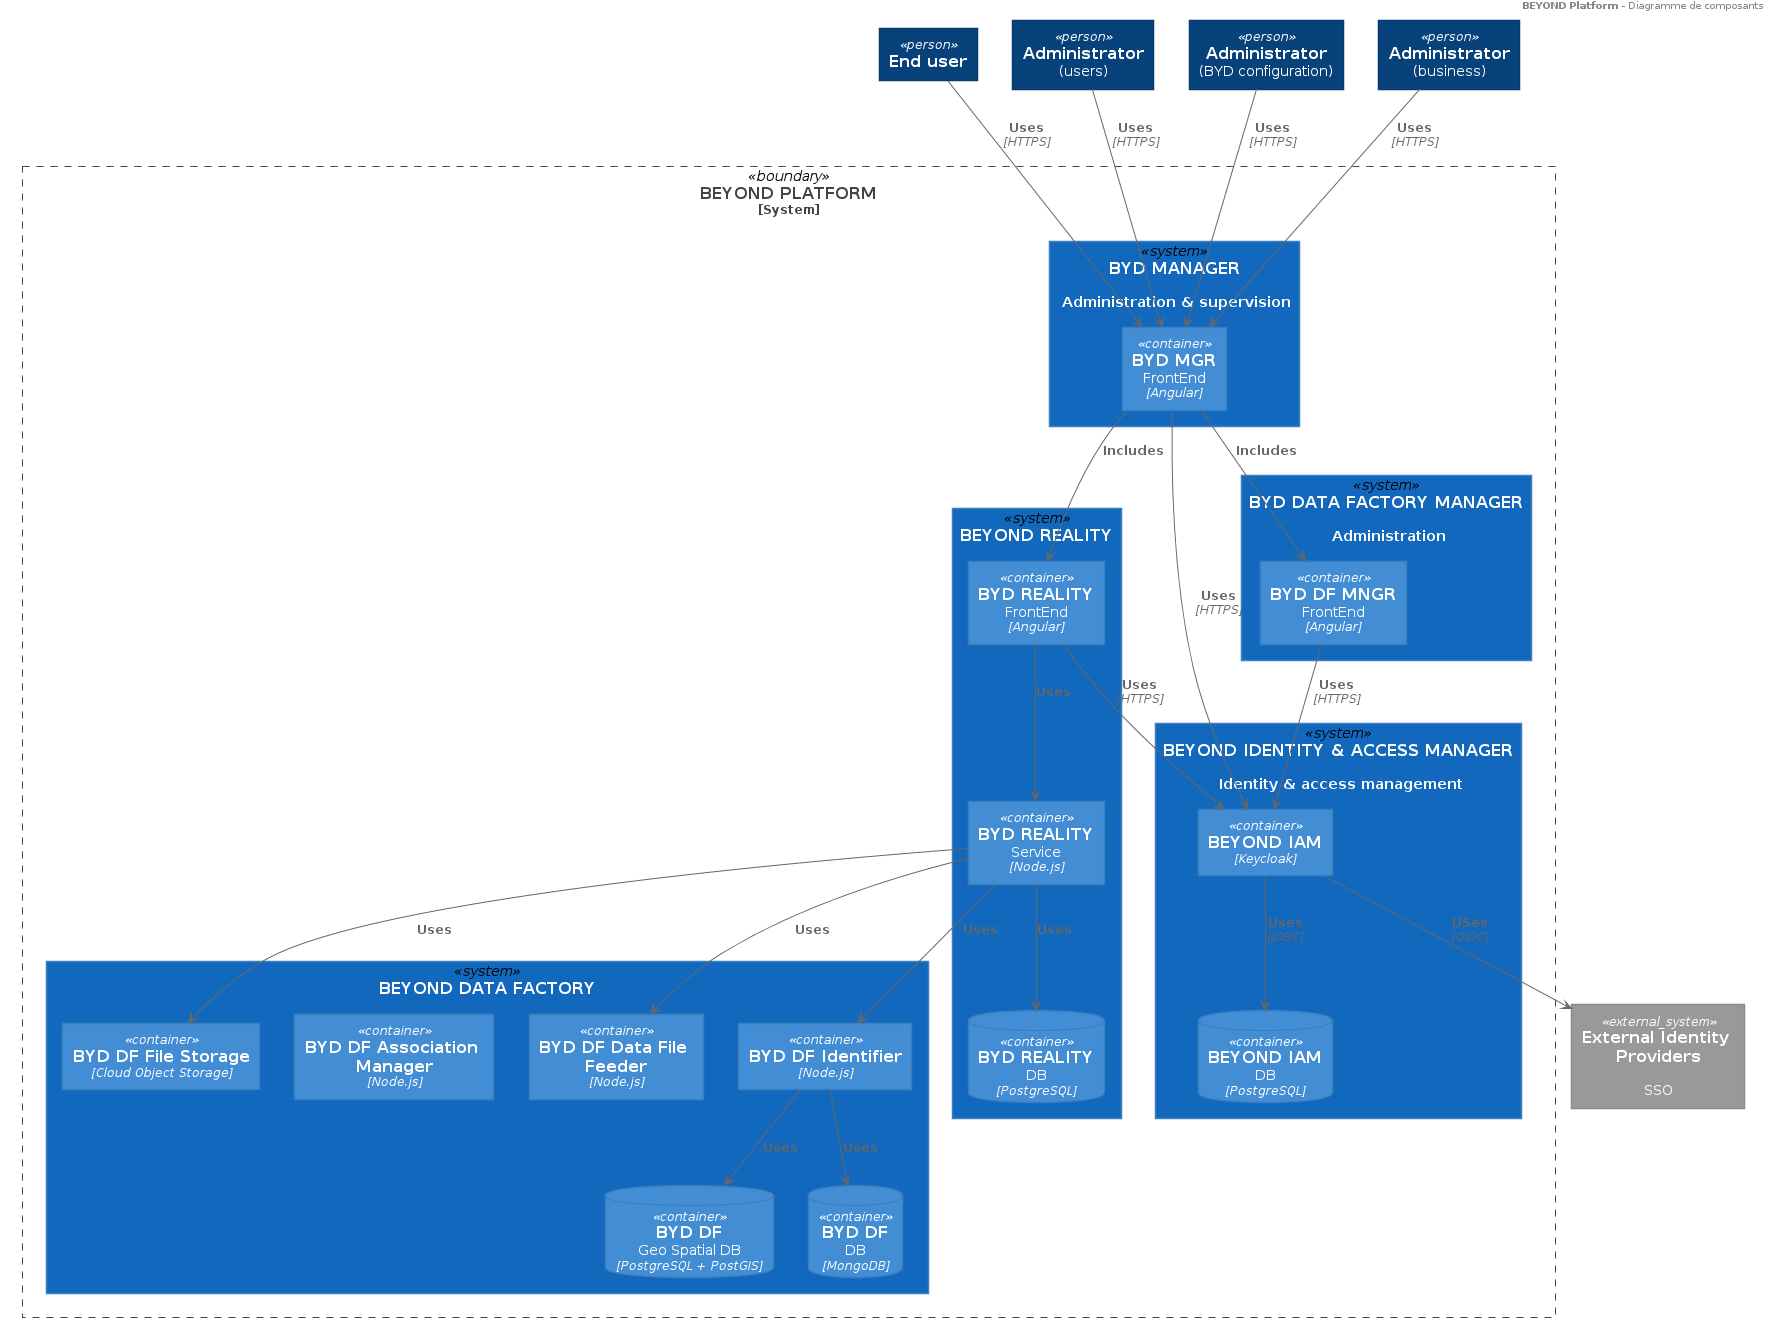 BEYOND Platform - Diagramme de composants
«person»
End user
«person»
Administrator
(users)
«person»
Administrator
(BYD configuration)
«person»
Administrator
(business)
Uses
[HTTPS]
Uses
[HTTPS]
Uses
[HTTPS]
Uses
[HTTPS]
«boundary»
BEYOND PLATFORM
[System]
«system»
BYD MANAGER
Administration & supervision
«container»
BYD MGR
FrontEnd
[Angular]
Includes
Includes
«system»
BYD DATA FACTORY MANAGER
Administration
«container»
BYD DF MNGR
FrontEnd
[Angular]
«system»
BEYOND REALITY
«container»
BYD REALITY
FrontEnd
[Angular]
Uses
[HTTPS]
Uses
Uses
[HTTPS]
Uses
[HTTPS]
«system»
BEYOND IDENTITY & ACCESS MANAGER
Identity & access management
«container»
BEYOND IAM
[Keycloak]
«container»
BYD REALITY
Service
[Node.js]
Uses
Uses
Uses
Uses
Uses
[JDBC]
USes
[OIDC]
«system»
BEYOND DATA FACTORY
«container»
BYD DF File Storage
[Cloud Object Storage]
«container»
BYD DF Association
Manager
[Node.js]
«container»
BYD DF Data File
Feeder
[Node.js]
«container»
BYD DF Identifier
[Node.js]
«container»
BYD REALITY
DB
[PostgreSQL]
«container»
BEYOND IAM
DB
[PostgreSQL]
«external_system»
External Identity
Providers
SSO
Uses
Uses
«container»
BYD DF
Geo Spatial DB
[PostgreSQL + PostGIS]
«container»
BYD DF
DB
[MongoDB]